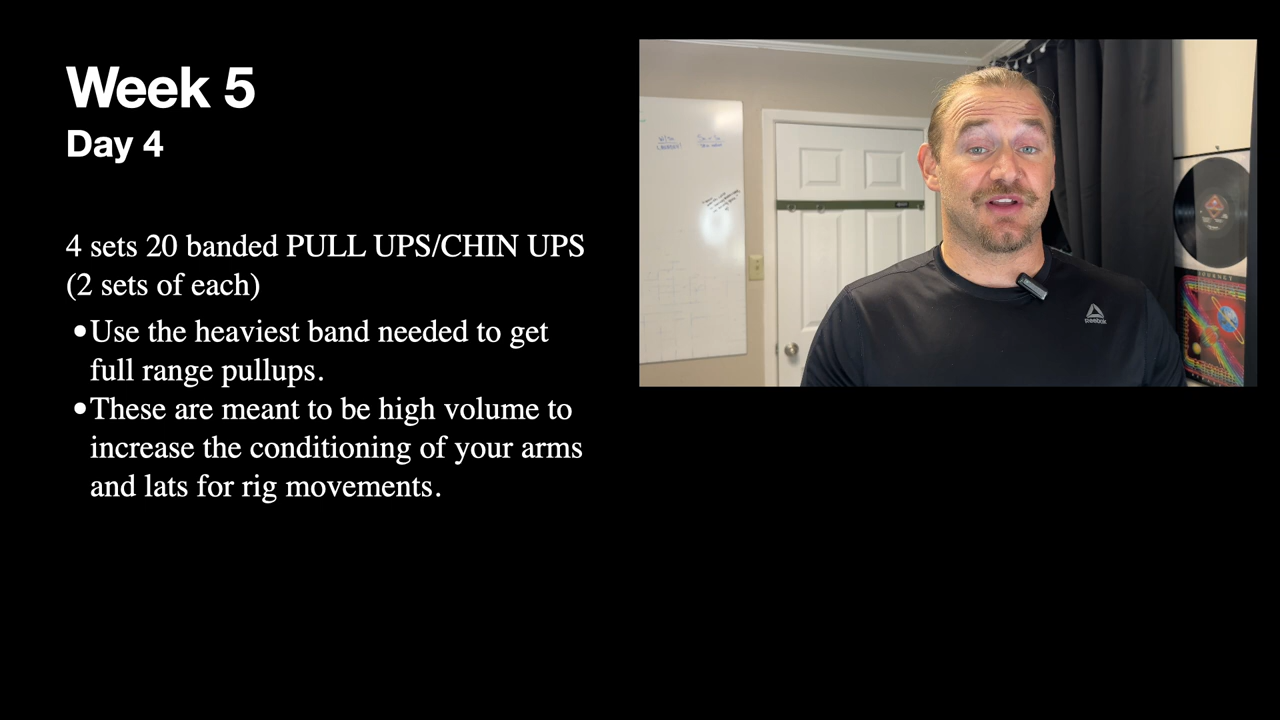 Week 5
Day 4
4 sets 20 banded PULL UPS/CHIN UPS
(2 sets of each)
•Use the heaviest band needed to get
full range pullups.
•These are meant to be high volume to
increase the conditioning of your arms
and lats for rig movements.
Reebok
JOURNEY